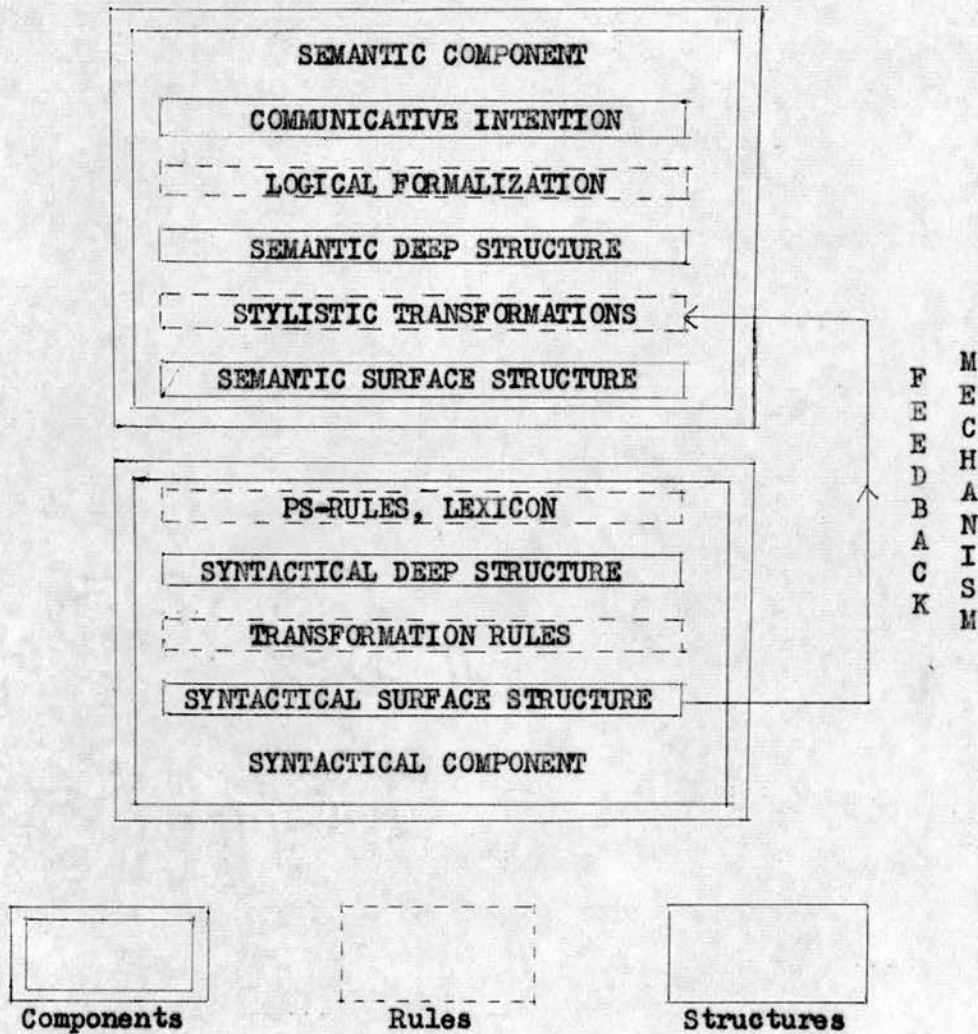 SEMANTIC COMPONENT
COMMUNICATIVE INTENTION
LOGICAL FORMALIZATION
SEMANTIC DEEP STRUCTURE
STYLISTIC TRANSFORMATIONS
SEMANTIC SURFACE STRUCTURE
PS-RULES, LEXICON
SYNTACTICAL DEEP STRUCTURE
TRANSFORMATION RULES
SYNTACTICAL SURFACE STRUCTURE
SYNTACTICAL COMPONENT
FEEDBACK
MECHANISM
Components
Rules
Structures